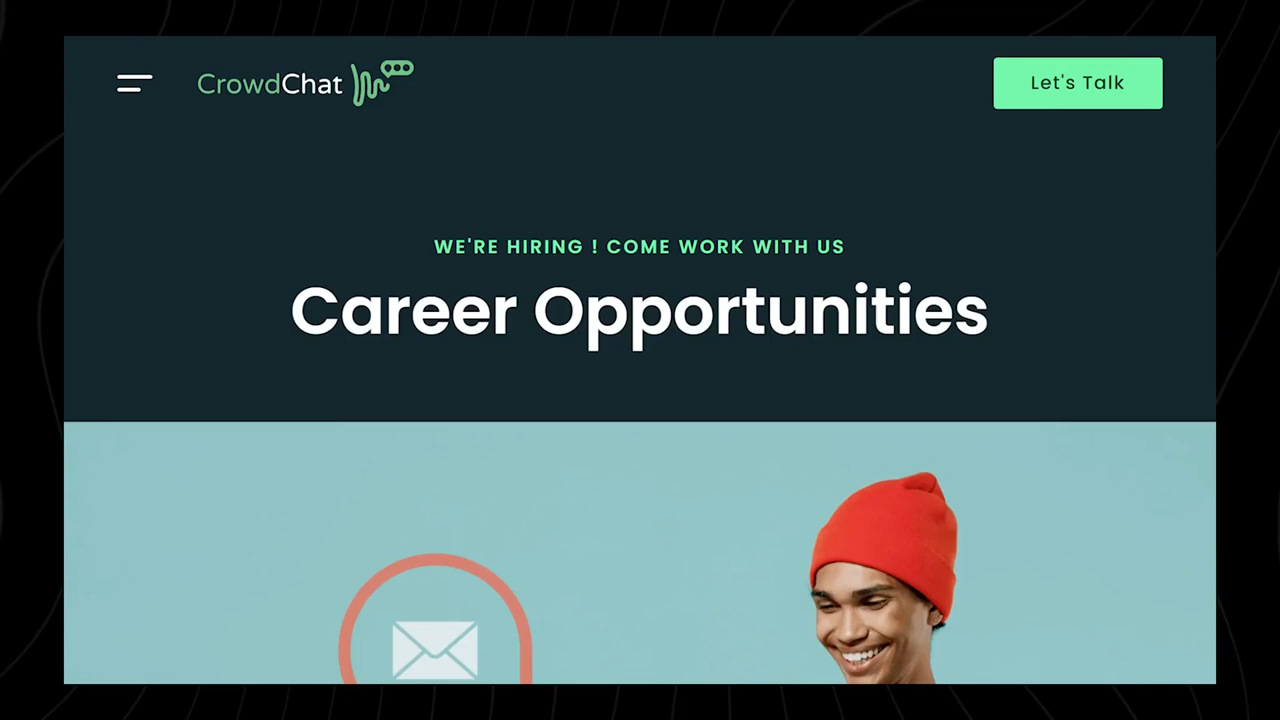 CrowdChat
Let's Talk
WE'RE HIRING ! COME WORK WITH US
Career Opportunities